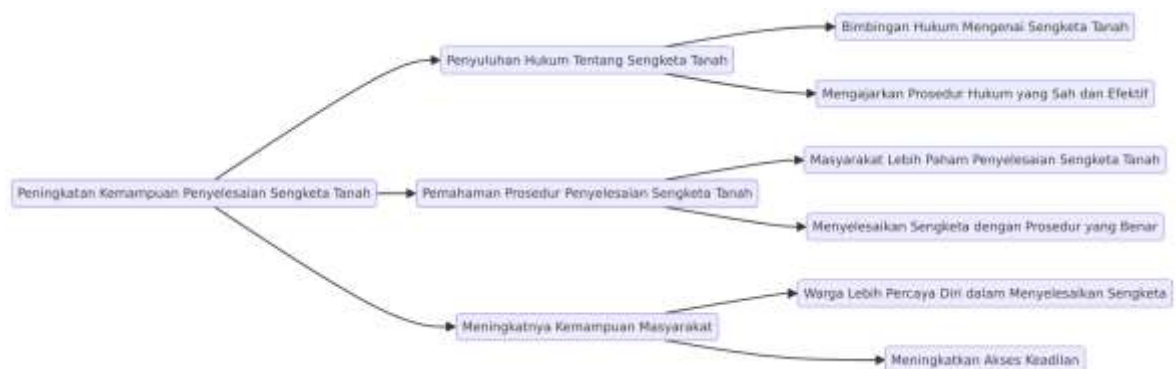 Peningkatan Kemampuan Penyelesaian Sengketa Tanah
Penyuluhan Hukum Tentang Sengketa Tanah
Bimbingan Hukum Mengenai Sengketa Tanah
Mengajarkan Prosedur Hukum yang Sah dan Efektif
Pemahaman Prosedur Penyelesaian Sengketa Tanah
Masyarakat Lebih Paham Penyelesaian Sengketa Tanah
Menyelesaikan Sengketa dengan Prosedur yang Benar
Meningkatnya Kemampuan Masyarakat
Warga Lebih Percaya Diri dalam Menyelesaikan Sengketa
Meningkatkan Akses Keadilan